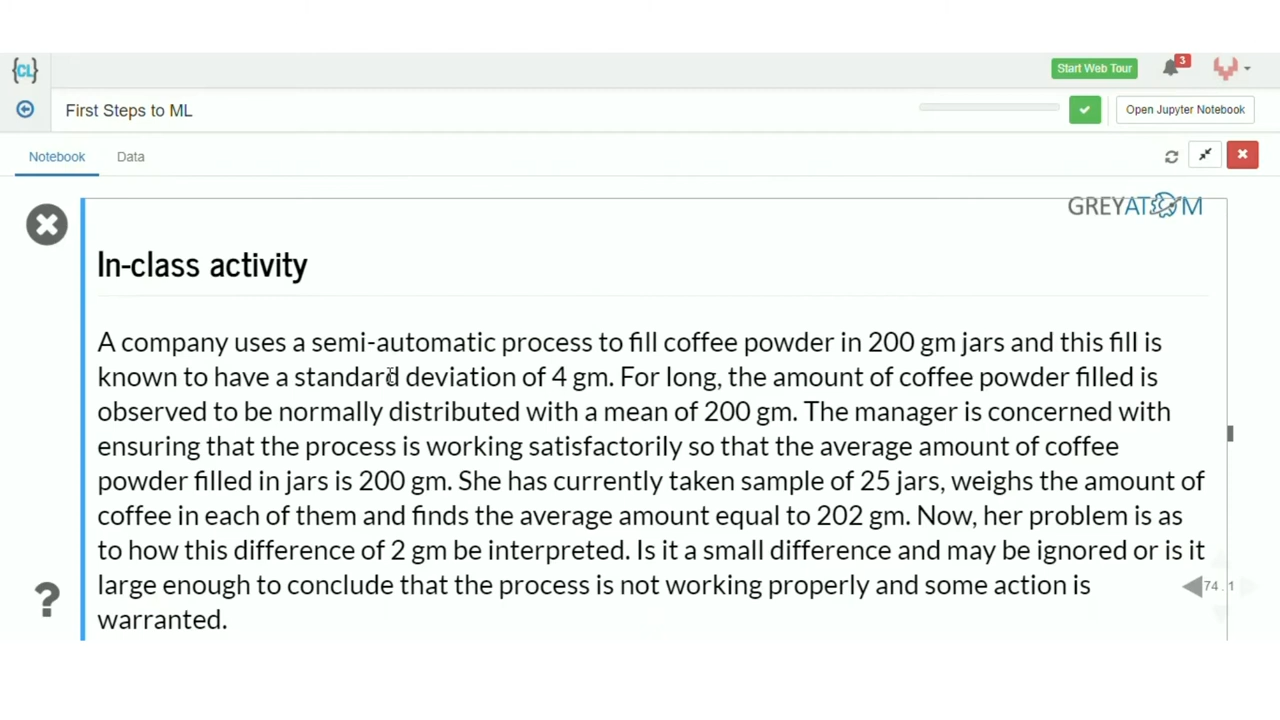 {CL}
Start Web Tour
3
First Steps to ML
Open Jupyter Notebook
Notebook Data
GREYATOM
In-class activity
A company uses a semi-automatic process to fill coffee powder in 200 gm jars and this fill is
known to have a standard deviation of 4 gm. For long, the amount of coffee powder filled is
observed to be normally distributed with a mean of 200 gm. The manager is concerned with
ensuring that the process is working satisfactorily so that the average amount of coffee
powder filled in jars is 200 gm. She has currently taken sample of 25 jars, weighs the amount of
coffee in each of them and finds the average amount equal to 202 gm. Now, her problem is as
to how this difference of 2 gm be interpreted. Is it a small difference and may be ignored or is it
large enough to conclude that the process is not working properly and some action is
warranted.
74.1
?